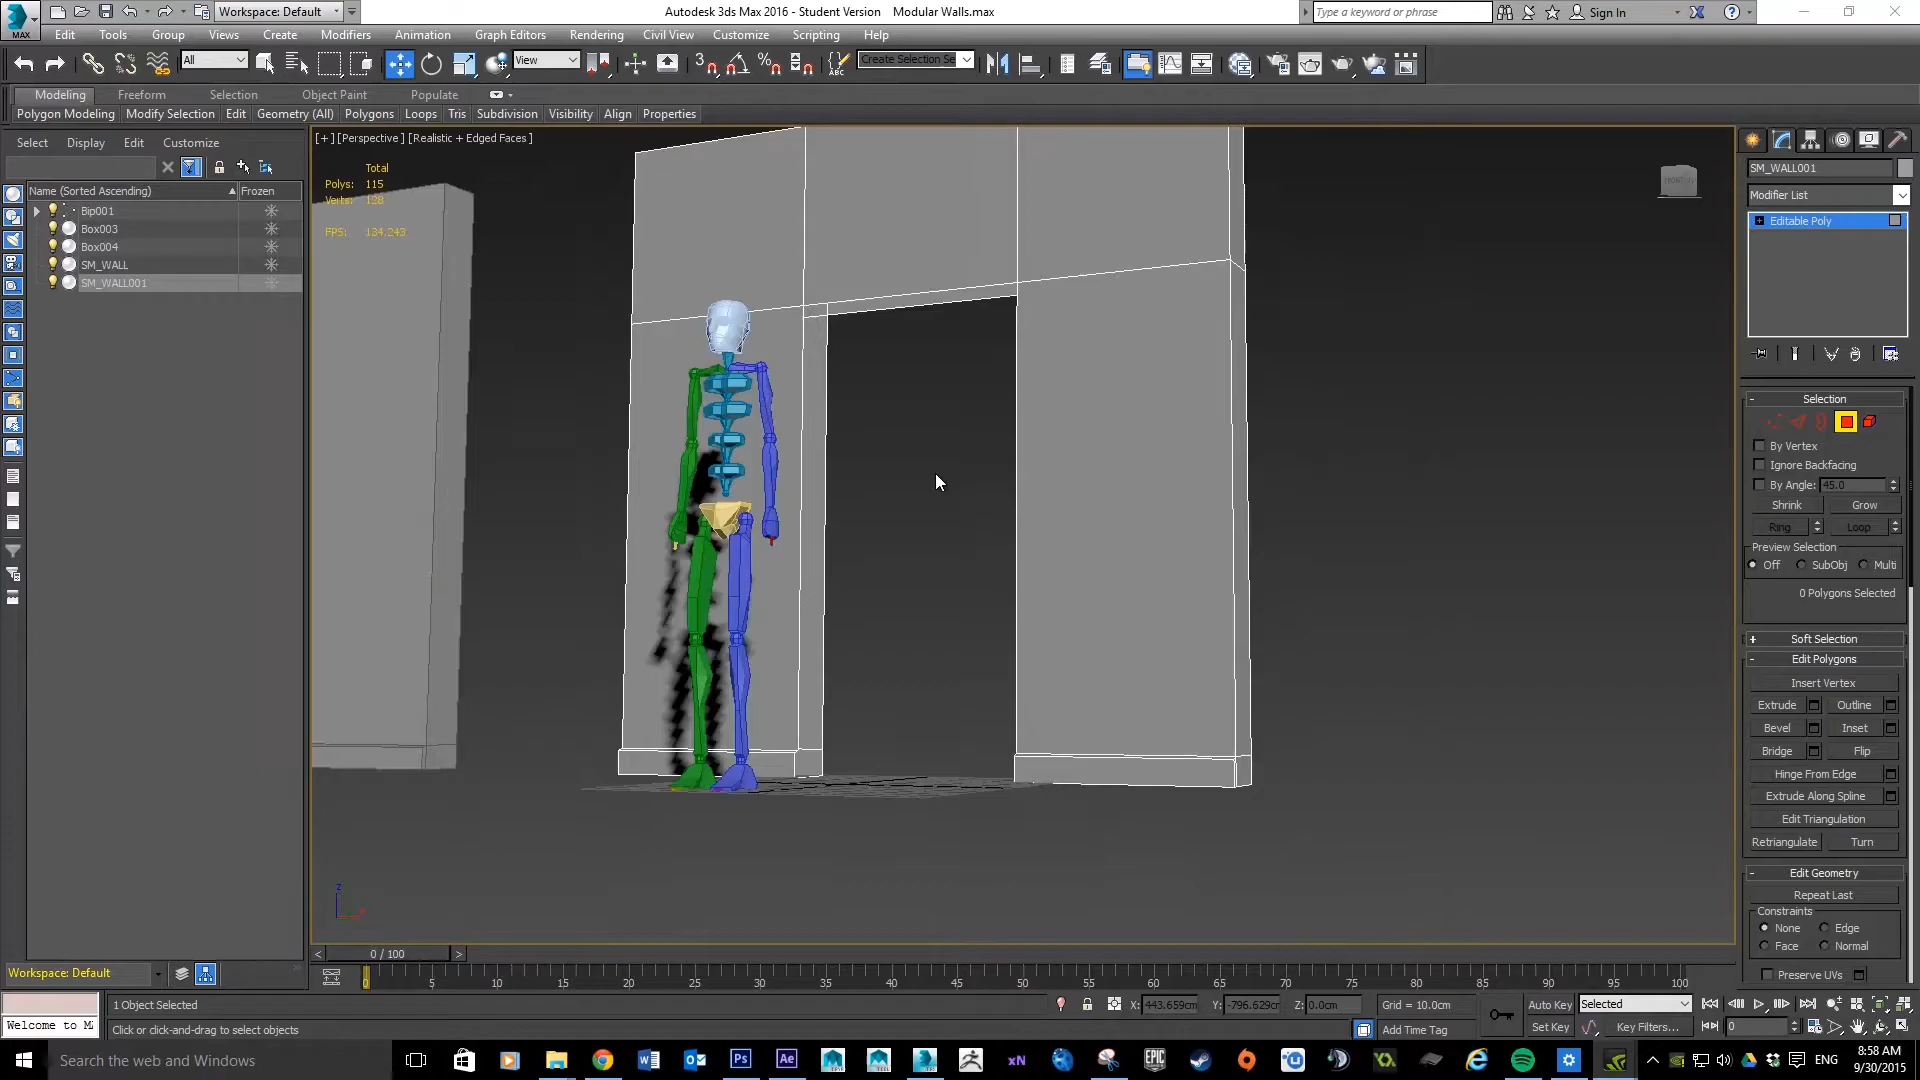 Workspace: Default
Autodesk 3ds Max 2016 - Student Version Modular Walls.max
Type a keyword or phrase
Sign In
MAX
Edit Tools Group Views Create Modifiers Animation Graph Editors Rendering Civil View Customize Scripting Help
All
View
Create Selection Se
Modeling Freeform Selection Object Paint Populate
Polygon Modeling Modify Selection Edit Geometry (All) Polygons Loops Tris Subdivision Visibility Align Properties
Select Display Edit Customize
Name (Sorted Ascending) Frozen
Bip001
Box003
Box004
SM_WALL
SM_WALL001
[+] [Perspective] [Realistic + Edged Faces]
Total
Polys: 115
Verts: 128
FPS: 134.243
SM_WALL001
Modifier List
Editable Poly
Selection
By Vertex
Ignore Backfacing
By Angle: 45.0
Shrink Grow
Ring Loop
Preview Selection
Off SubObj Multi
0 Polygons Selected
Soft Selection
Edit Polygons
Insert Vertex
Extrude Outline
Bevel Inset
Bridge Flip
Hinge From Edge
Extrude Along Spline
Edit Triangulation
Retriangulate Turn
Edit Geometry
Repeat Last
Constraints
None Edge
Face Normal
Preserve UVs
0 / 100
Workspace: Default
0 5 10 15 20 25 30 35 40 45 50 55 60 65 70 75 80 85 90 95 100
1 Object Selected
X: 443.659cm Y: -796.629cm Z: 0.0cm Grid = 10.0cm
Auto Key Selected
Welcome to M
Click or click-and-drag to select objects
Add Time Tag
Set Key Key Filters... 0
Search the web and Windows
ENG
8:58 AM
9/30/2015